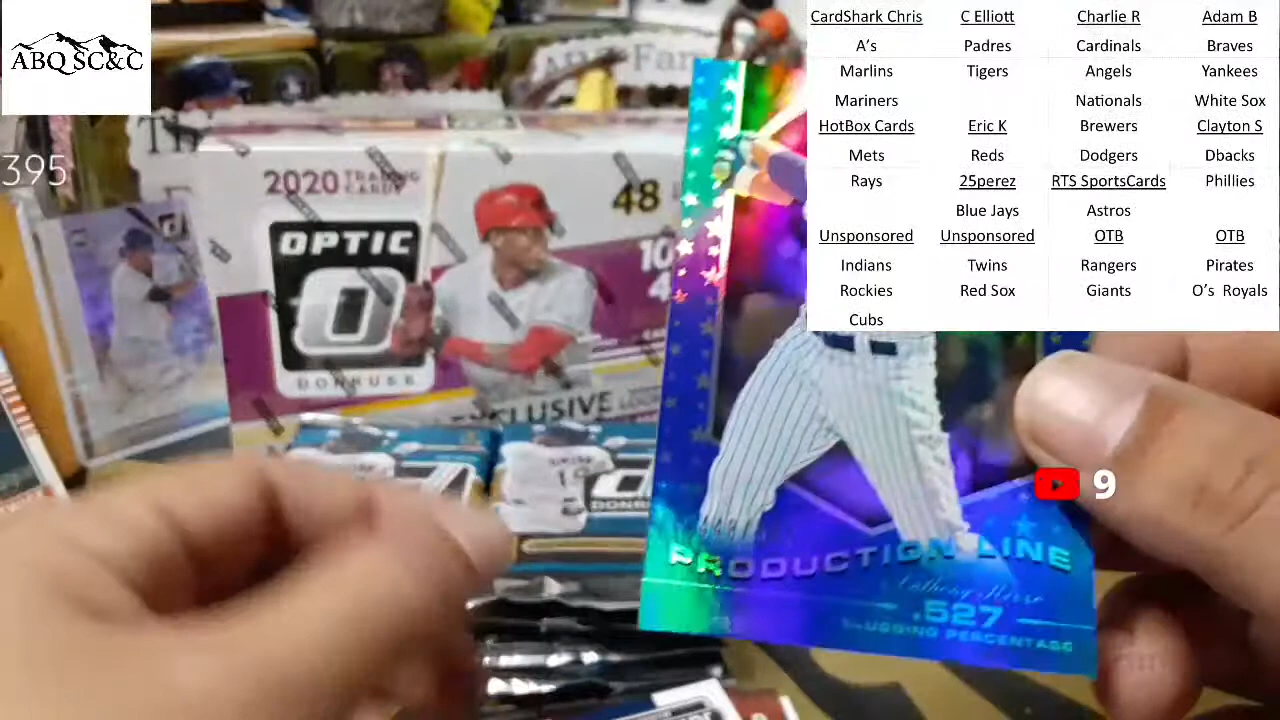 ABQ SC&C
395
CardShark Chris C Elliott Charlie R Adam B
A's Padres Cardinals Braves
Marlins Tigers Angels Yankees
Mariners Nationals White Sox
HotBox Cards Eric K Brewers Clayton S
Mets Reds Dodgers Dbacks
Rays 25perez RTS SportsCards Phillies
Blue Jays Astros
Unsponsored Unsponsored OTB OTB
Indians Twins Rangers Pirates
Rockies Red Sox Giants O's Royals
Cubs
2020 TRADING CARDS
48
OPTIC
10
4
DONRUSS
9
PRODUCTION LINE
.527
SLUGGING PERCENTAGE